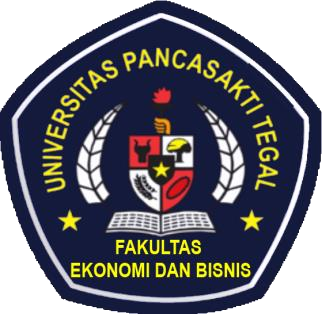 UNIVERSITAS PANCASAKTI TEGAL
FAKULTAS
EKONOMI DAN BISNIS